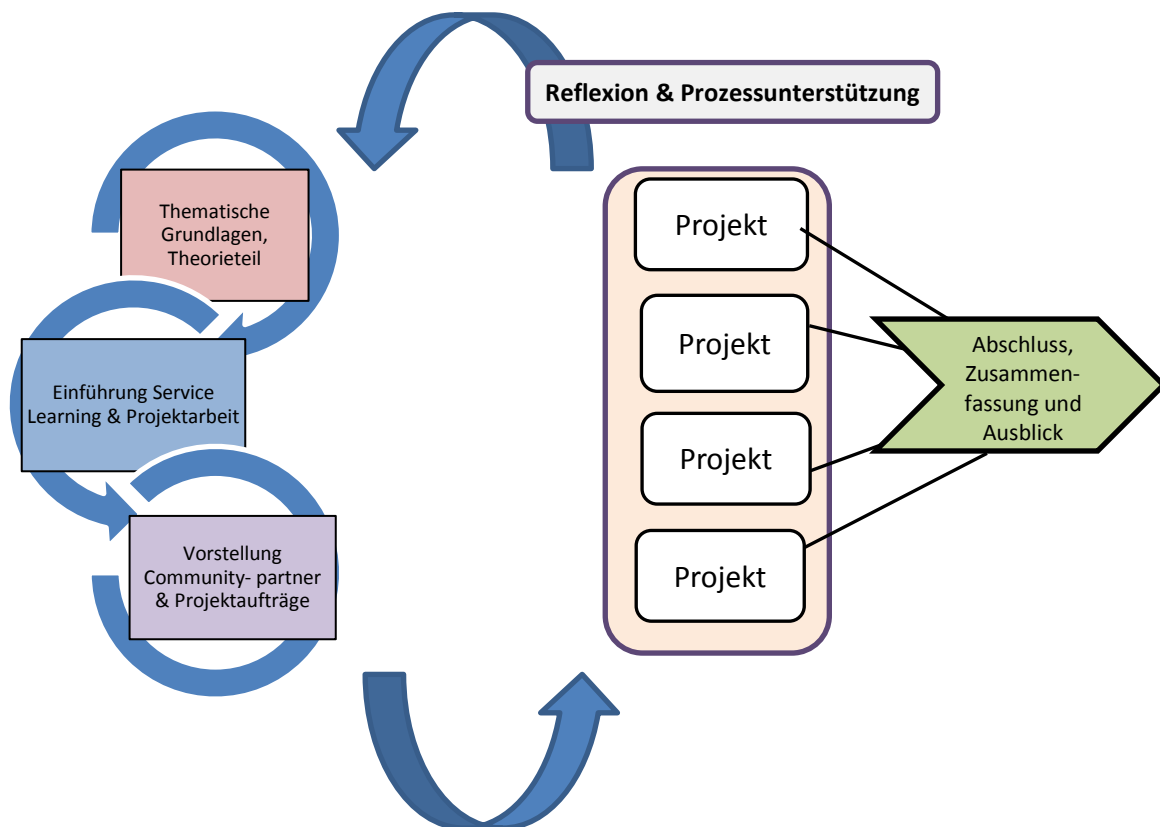 Reflexion & Prozessunterstützung
Thematische
Grundlagen,
Theorieteil
Einführung Service
Learning & Projektarbeit
Vorstellung
Community- partner
& Projektaufträge
Projekt
Projekt
Projekt
Projekt
Abschluss,
Zusammen-
fassung und
Ausblick